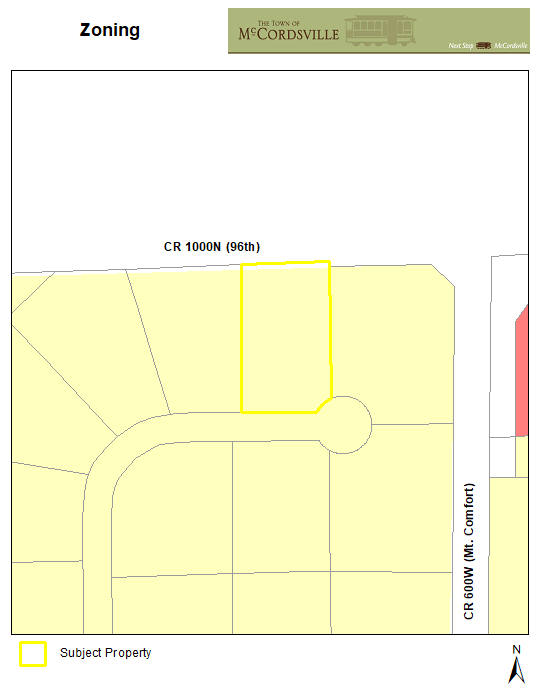 Zoning
THE TOWN OF
MCCORDSVILLE
Next Stop McCordsville
CR 1000N (96th)
CR 600W (Mt. Comfort)
Subject Property
N